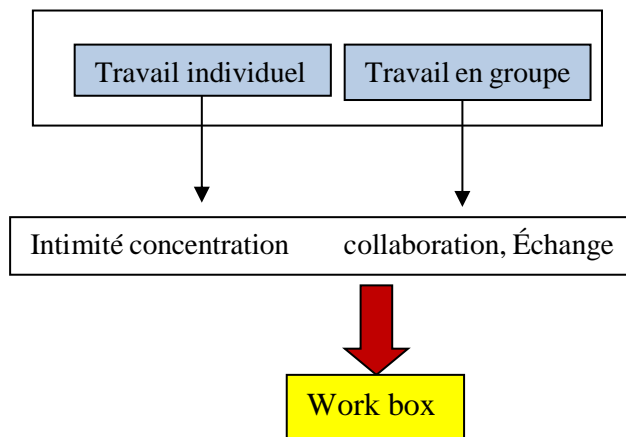 Travail individuel
Travail en groupe
Intimité concentration collaboration, Échange
Work box